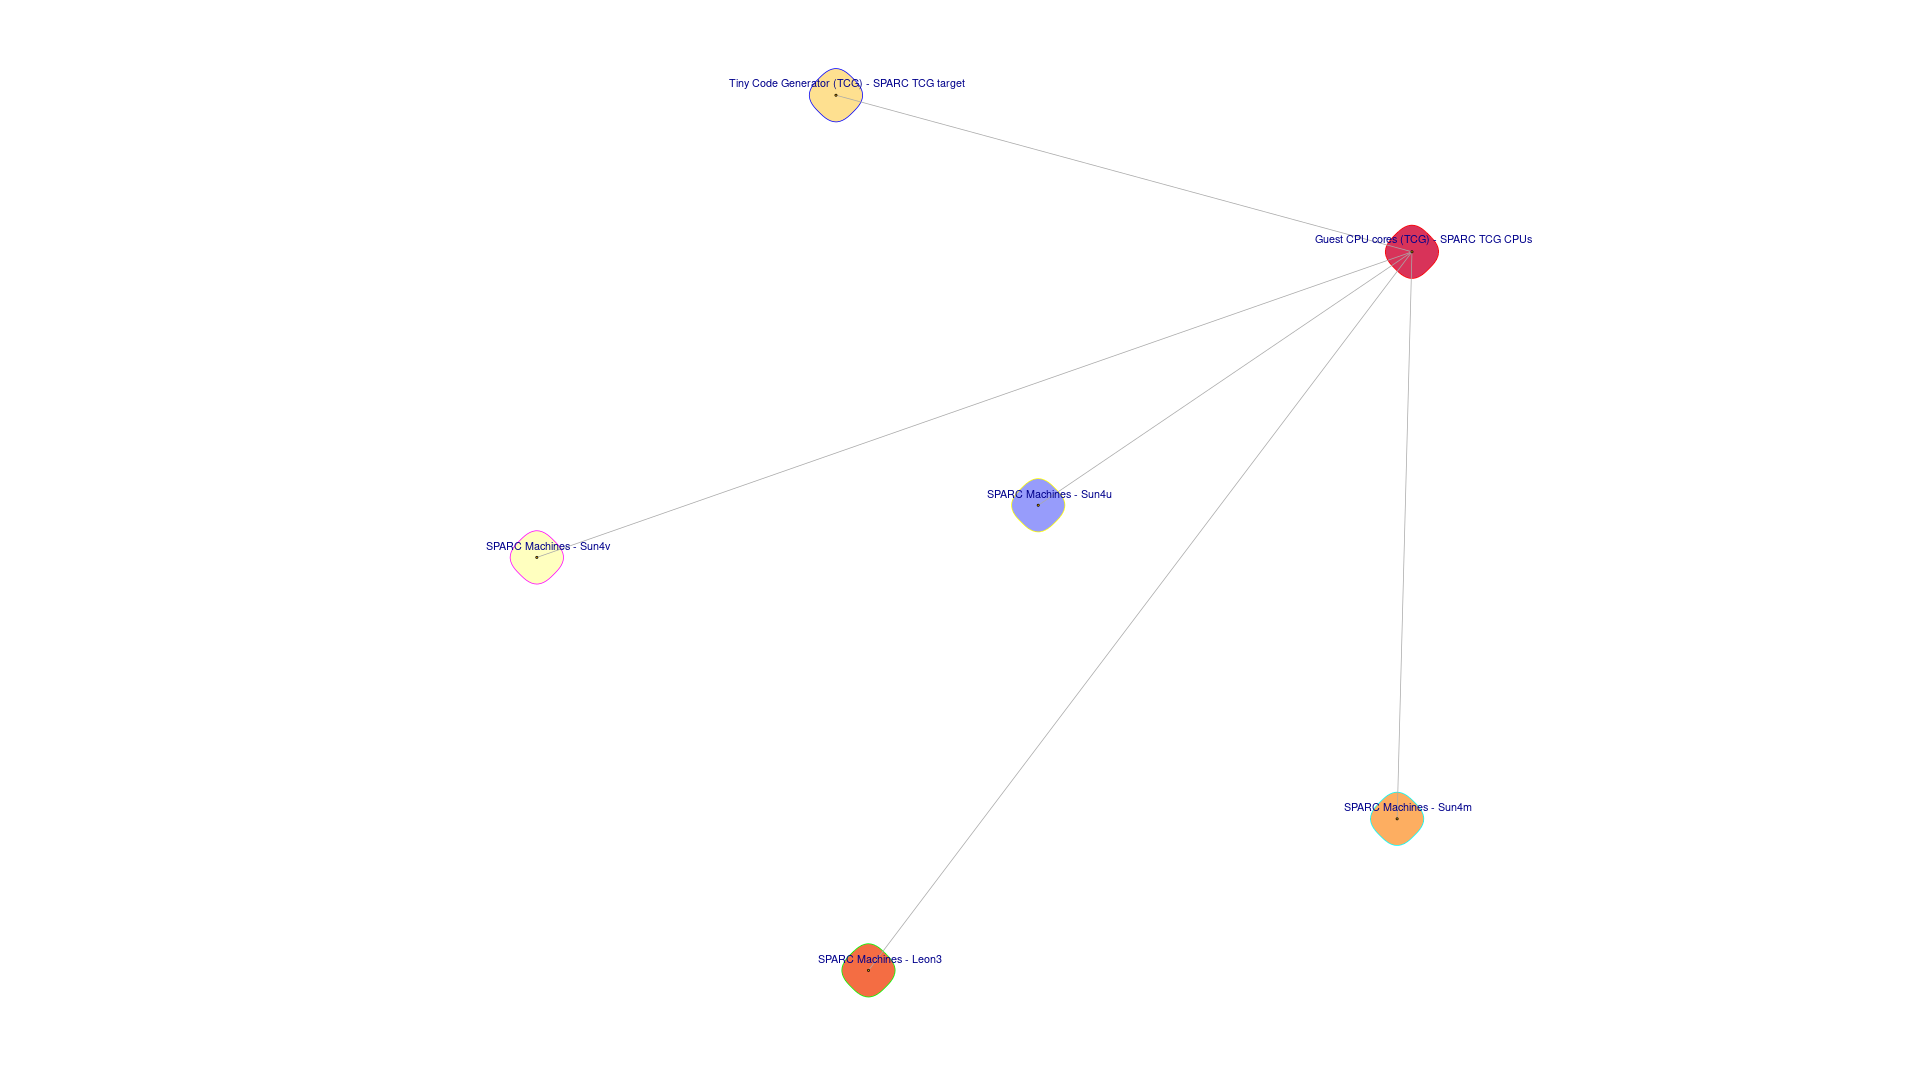 Tiny Code Generator (TCG) - SPARC TCG target
Guest CPU cores (TCG) - SPARC TCG CPUs
SPARC Machines - Sun4u
SPARC Machines - Sun4v
SPARC Machines - Sun4m
SPARC Machines - Leon3